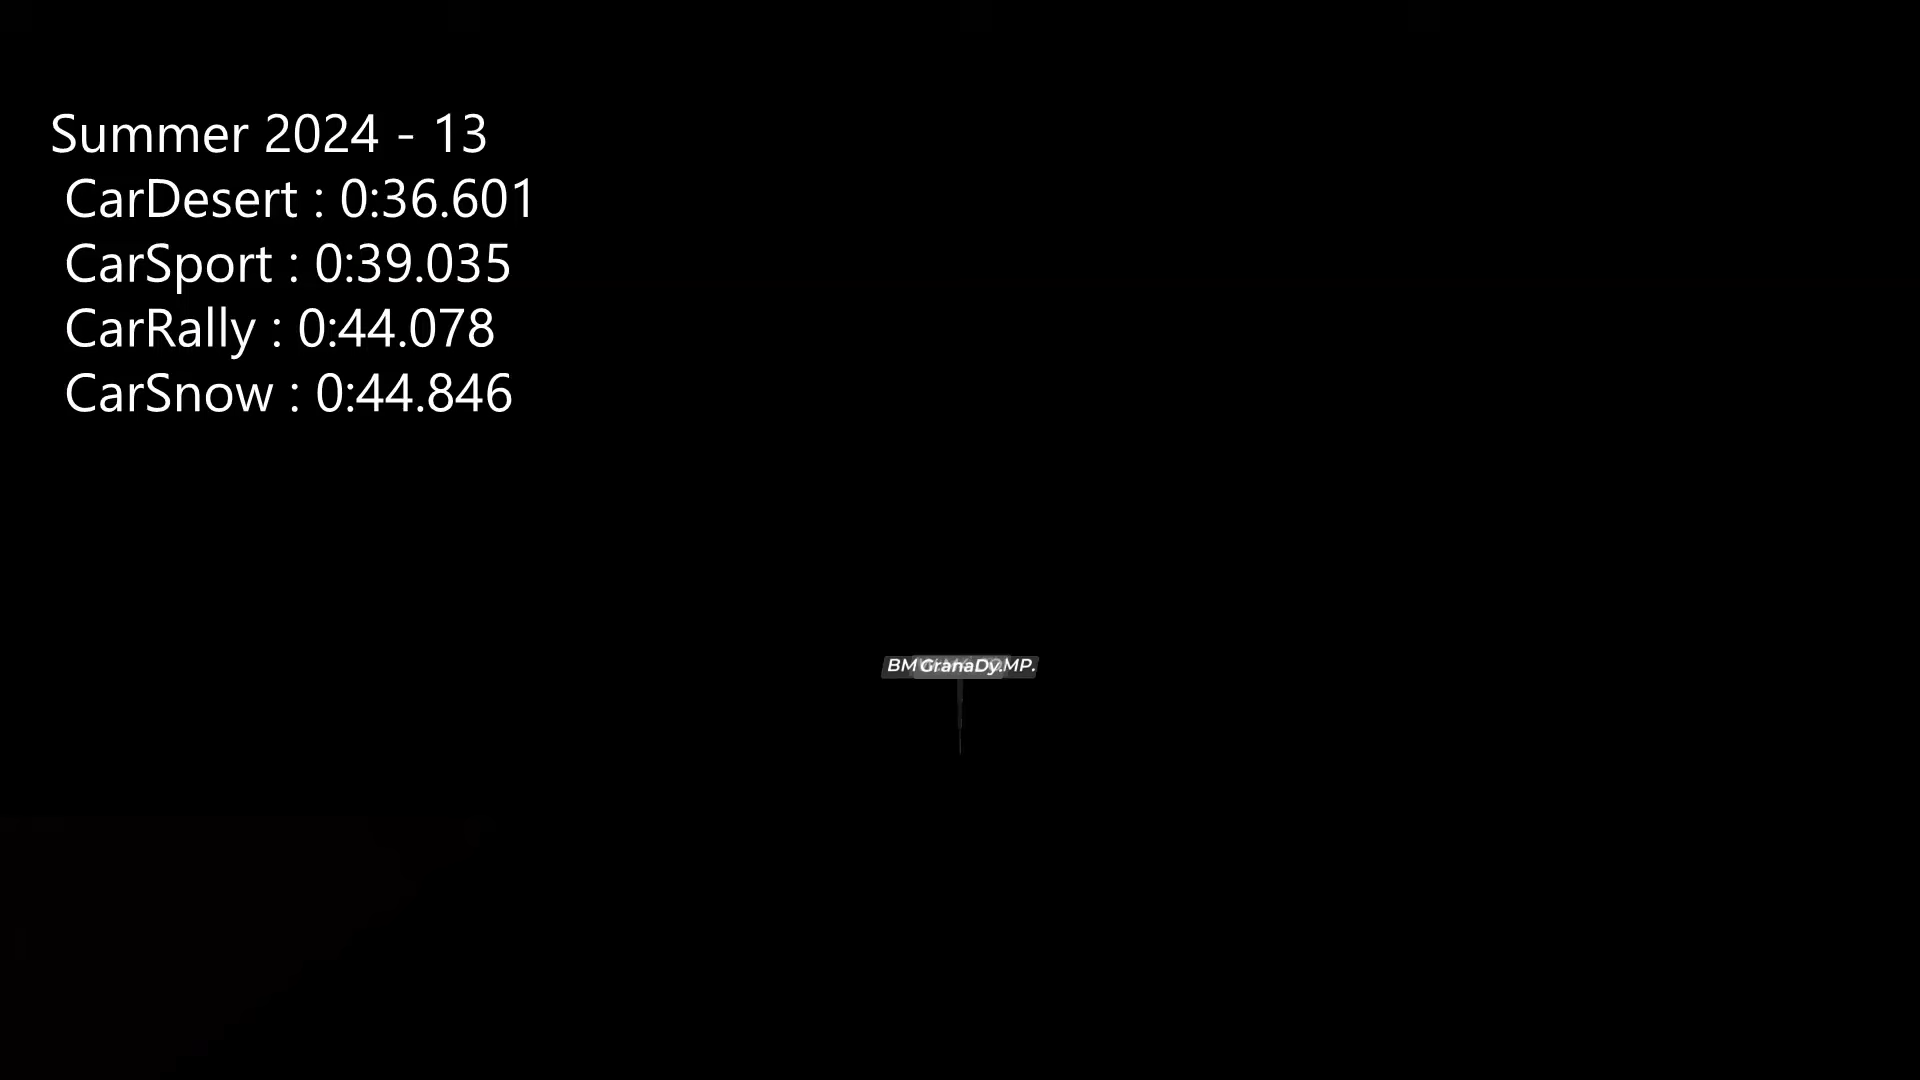 Summer 2024 - 13
CarDesert : 0:36.601
CarSport : 0:39.035
CarRally : 0:44.078
CarSnow : 0:44.846
GranaDy.